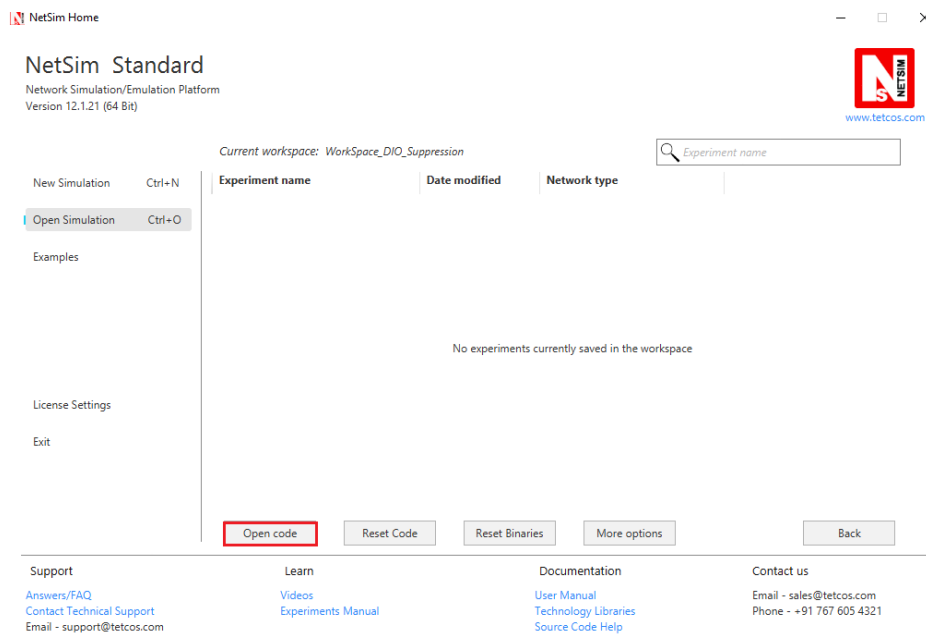 NetSim Home
NetSim Standard
Network Simulation/Emulation Platform
Version 12.1.21 (64 Bit)
NS NETSIM
www.tetcos.com
Current workspace: WorkSpace_DIO_Suppression
Experiment name
New Simulation Ctrl+N
Experiment name Date modified Network type
Open Simulation Ctrl+O
Examples
No experiments currently saved in the workspace
License Settings
Exit
Open code Reset Code Reset Binaries More options Back
Support Learn Documentation Contact us
Answers/FAQ Videos User Manual Email - sales@tetcos.com
Contact Technical Support Experiments Manual Technology Libraries Phone - +91 767 605 4321
Email - support@tetcos.com Source Code Help